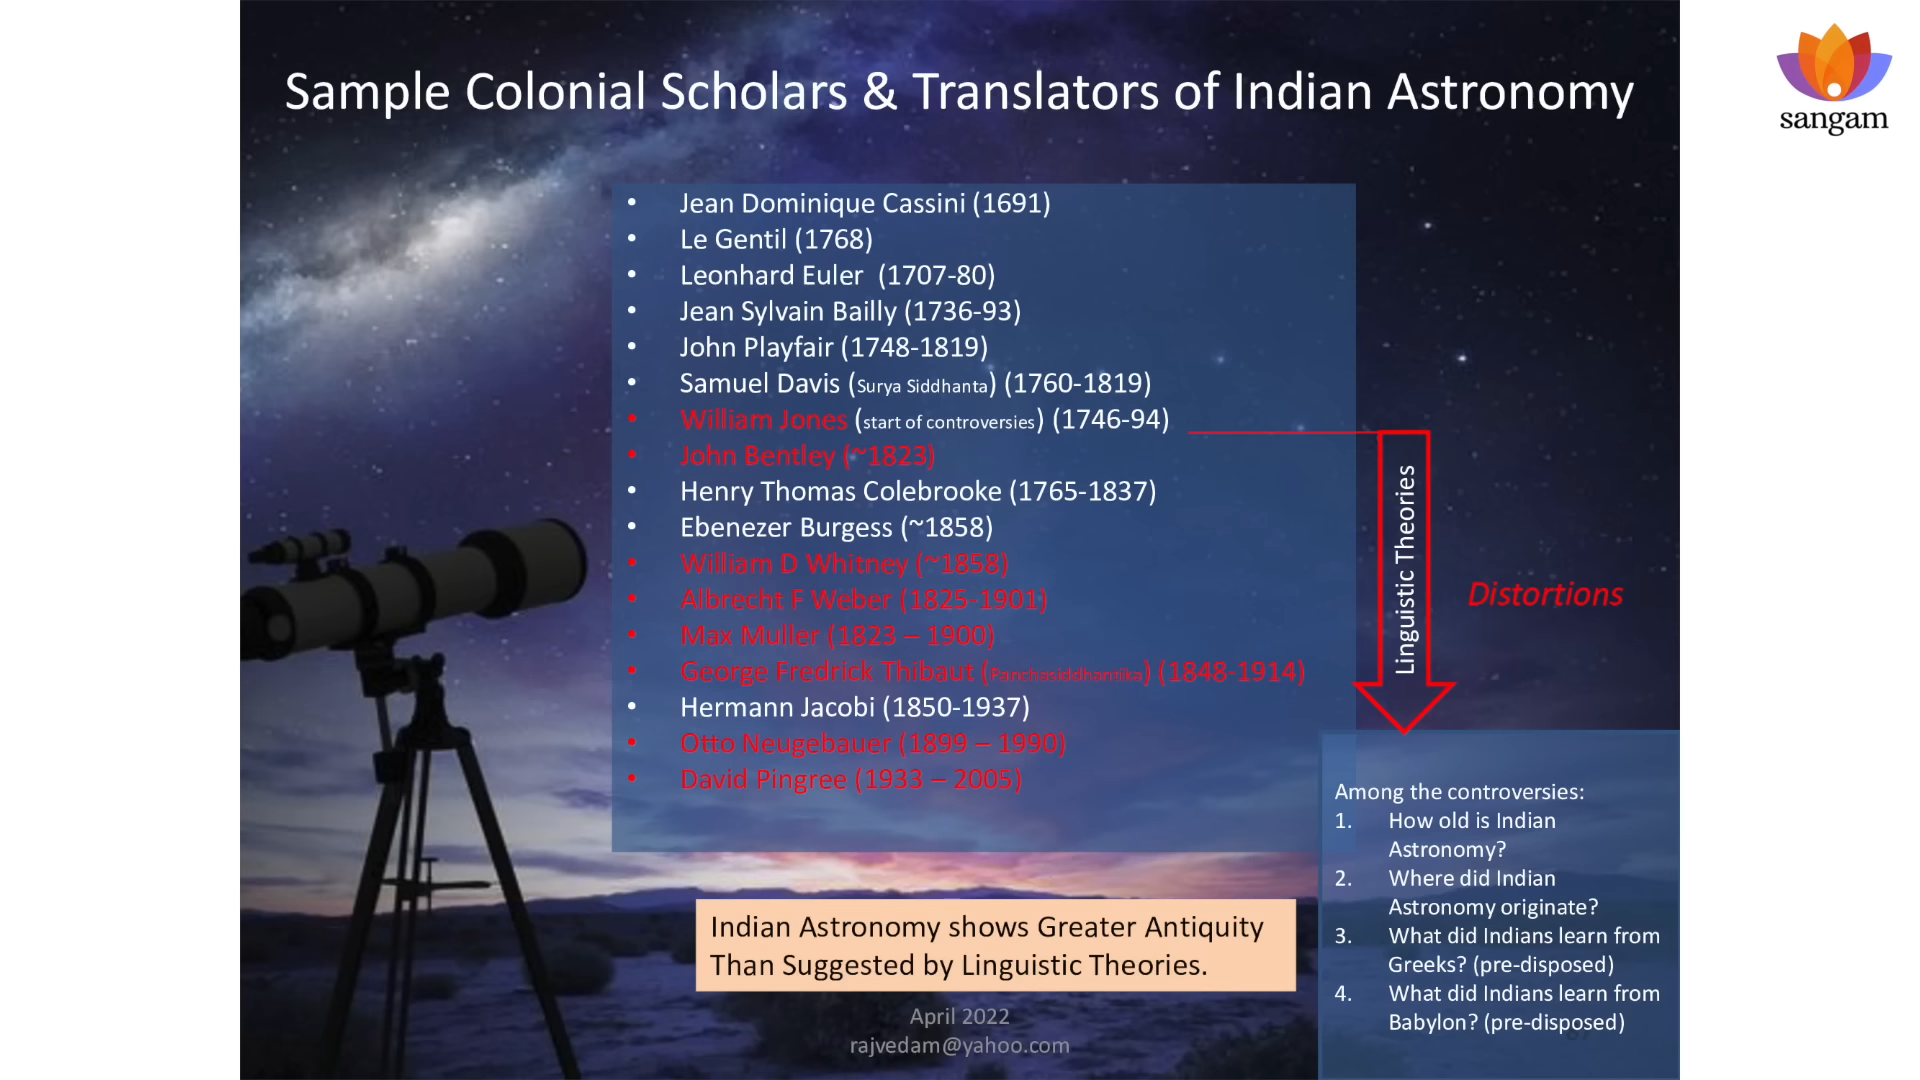 Sample Colonial Scholars & Translators of Indian Astronomy
sangam
• Jean Dominique Cassini (1691)
• Le Gentil (1768)
• Leonhard Euler (1707-80)
• Jean Sylvain Bailly (1736-93)
• John Playfair (1748-1819)
• Samuel Davis (Surya Siddhanta) (1760-1819)
• William Jones (start of controversies) (1746-94)
• John Bentley (~1823)
• Henry Thomas Colebrooke (1765-1837)
• Ebenezer Burgess (~1858)
• William D Whitney (~1858)
• Albrecht F Weber (1825-1901)
• Max Muller (1823 – 1900)
• George Fredrick Thibaut (Panchasiddhantika) (1848-1914)
• Hermann Jacobi (1850-1937)
• Otto Neugebauer (1899 – 1990)
• David Pingree (1933 – 2005)
Linguistic Theories
Distortions
Among the controversies:
1. How old is Indian
Astronomy?
2. Where did Indian
Astronomy originate?
3. What did Indians learn from
Greeks? (pre-disposed)
4. What did Indians learn from
Babylon? (pre-disposed)
Indian Astronomy shows Greater Antiquity
Than Suggested by Linguistic Theories.
April 2022
rajvedam@yahoo.com